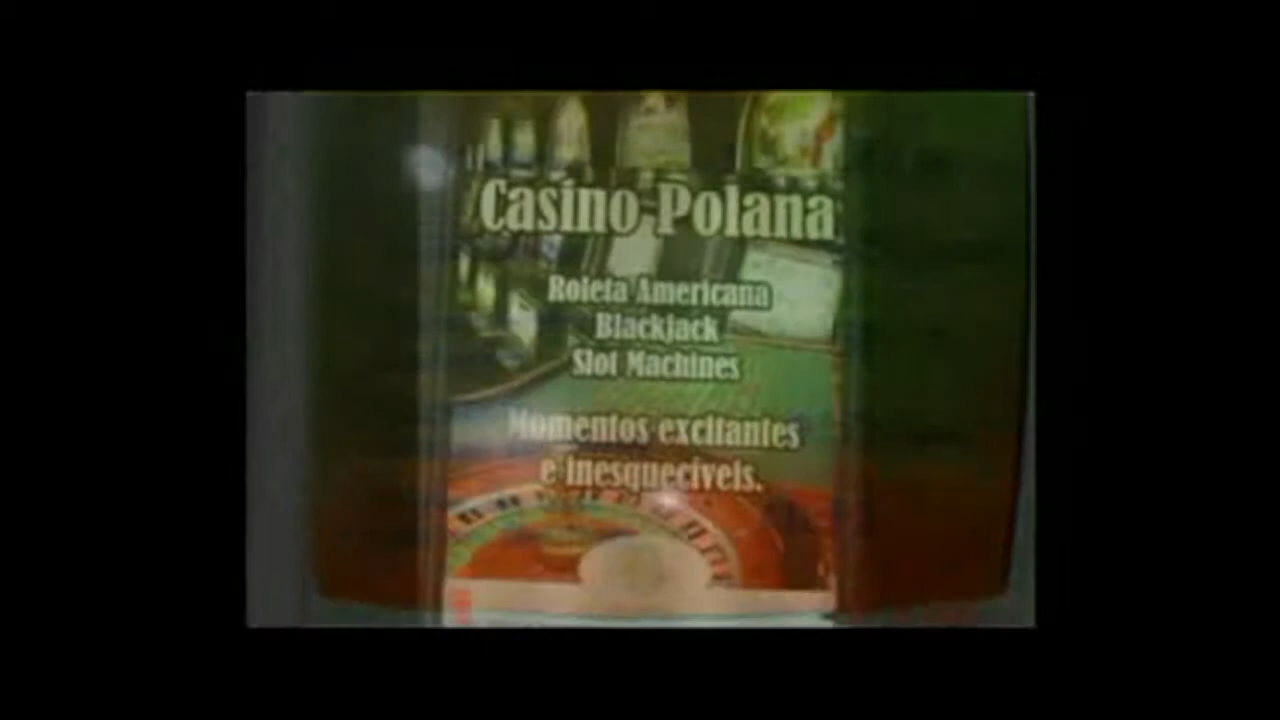 Casino Polana
Roleta Americana
Blackjack
Slot Machines
Momentos excitantes
e inesquecíveis.